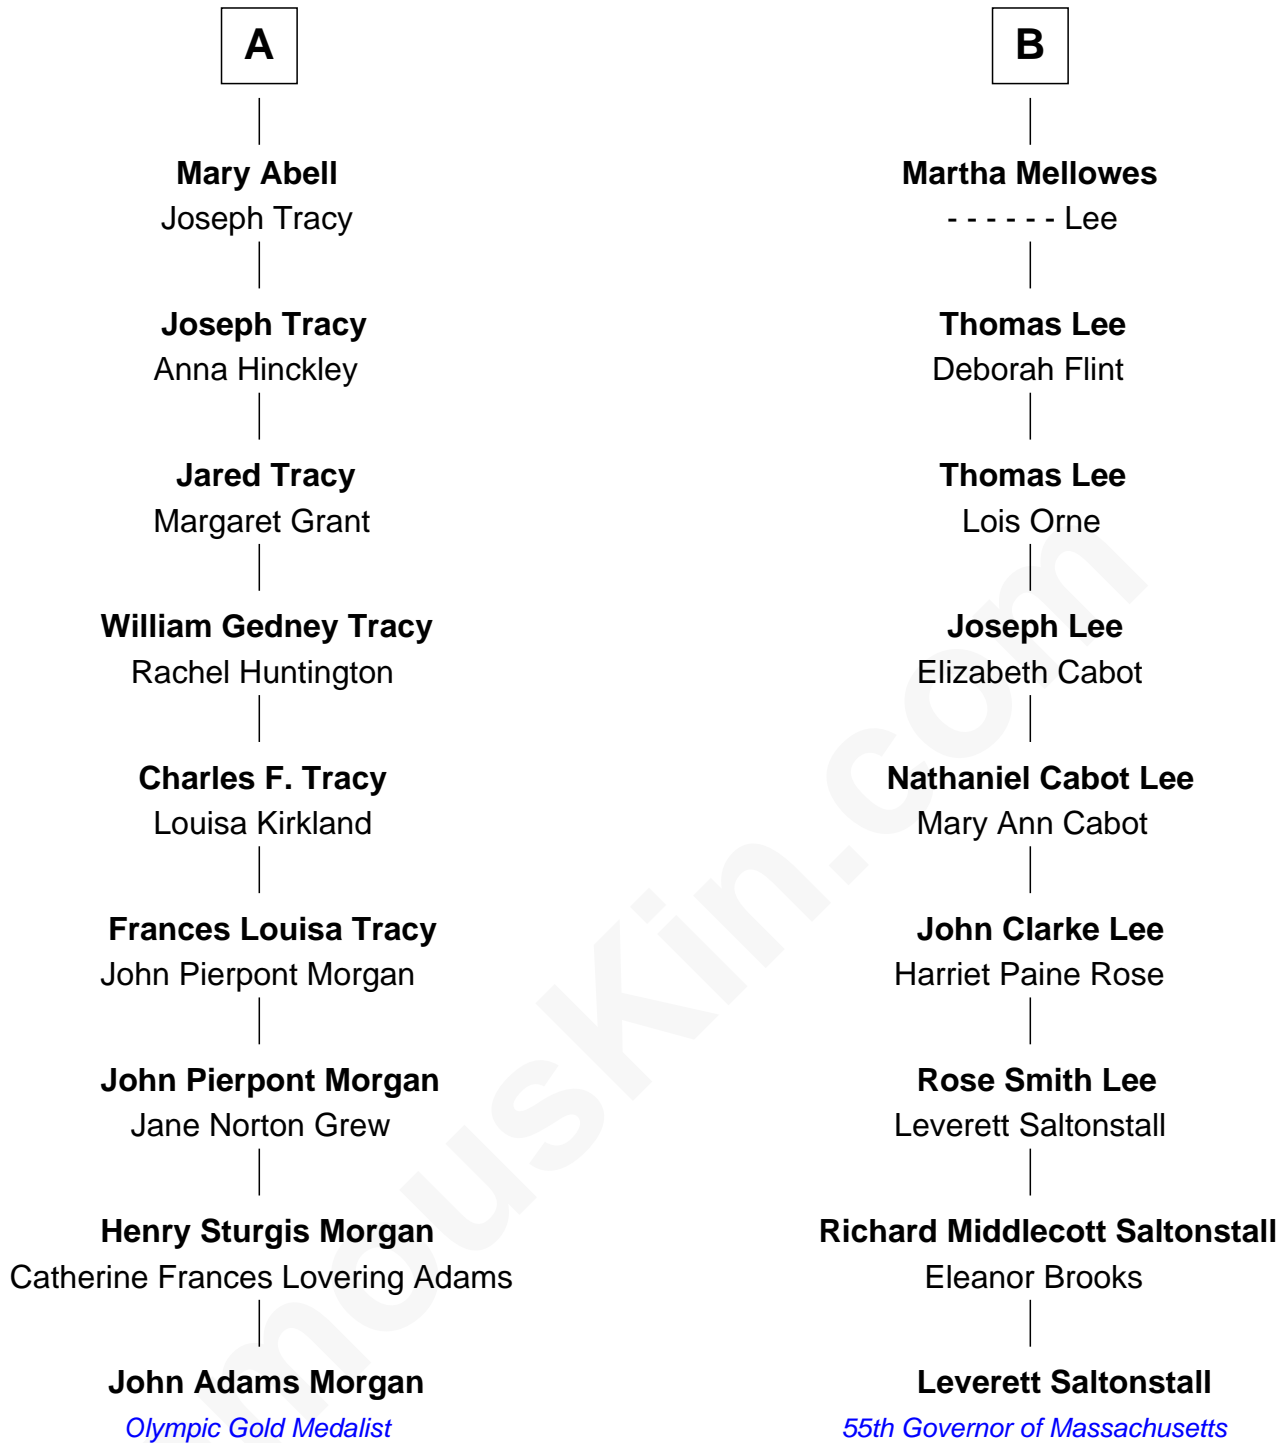 A
Mary Abell
Joseph Tracy
Joseph Tracy
Anna Hinckley
Jared Tracy
Margaret Grant
William Gedney Tracy
Rachel Huntington
Charles F. Tracy
Louisa Kirkland
Frances Louisa Tracy
John Pierpont Morgan
John Pierpont Morgan
Jane Norton Grew
Henry Sturgis Morgan
Catherine Frances Lovering Adams
John Adams Morgan
Olympic Gold Medalist
B
Martha Mellowes
- - - - - - Lee
Thomas Lee
Deborah Flint
Thomas Lee
Lois Orne
Joseph Lee
Elizabeth Cabot
Nathaniel Cabot Lee
Mary Ann Cabot
John Clarke Lee
Harriet Paine Rose
Rose Smith Lee
Leverett Saltonstall
Richard Middlecott Saltonstall
Eleanor Brooks
Leverett Saltonstall
55th Governor of Massachusetts
mousKin.com